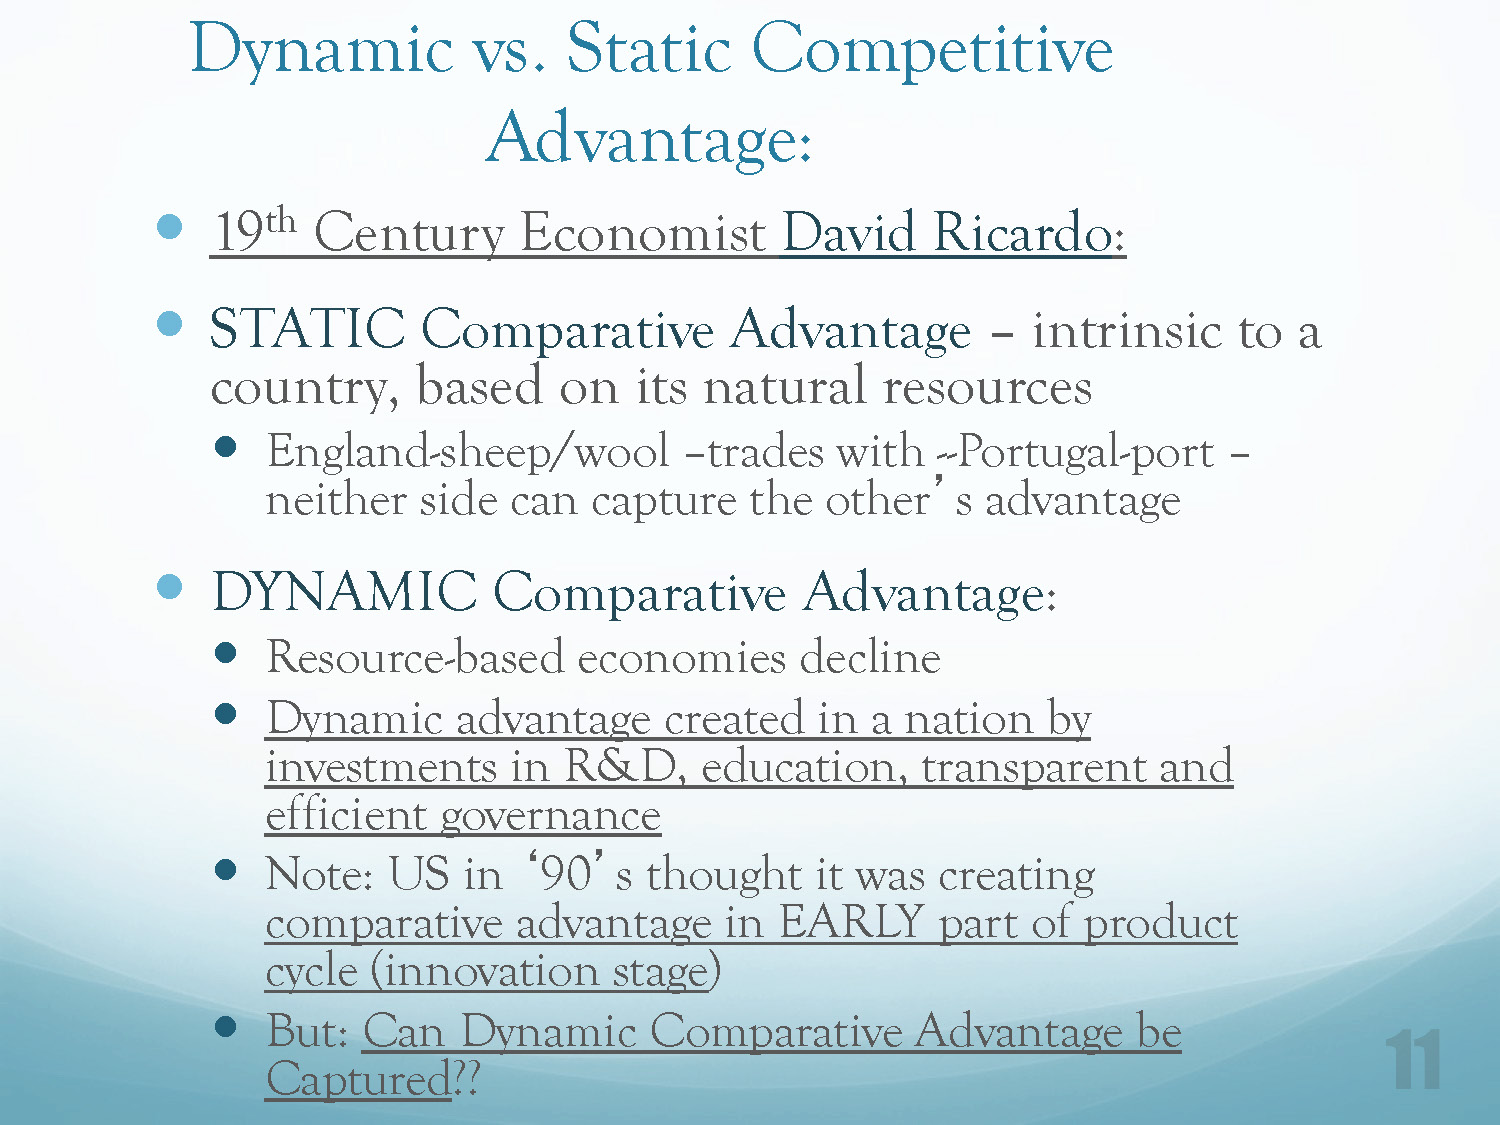 Dynamic vs. Static Competitive
Advantage:
• 19th Century Economist David Ricardo:
• STATIC Comparative Advantage – intrinsic to a
country, based on its natural resources
• England-sheep/wool –trades with --Portugal-port –
neither side can capture the other’s advantage
• DYNAMIC Comparative Advantage:
• Resource-based economies decline
• Dynamic advantage created in a nation by
investments in R&D, education, transparent and
efficient governance
• Note: US in ‘90’s thought it was creating
comparative advantage in EARLY part of product
cycle (innovation stage)
• But: Can Dynamic Comparative Advantage be
Captured??
11